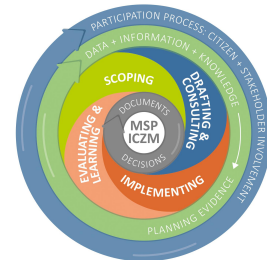 PARTICIPATION PROCESS: CITIZEN + STAKEHOLDER INVOLVEMENT
DATA + INFORMATION + KNOWLEDGE
PLANNING EVIDENCE
SCOPING
DRAFTING &
CONSULTING
IMPLEMENTING
EVALUATING &
LEARNING
DOCUMENTS
MSP
ICZM
DECISIONS